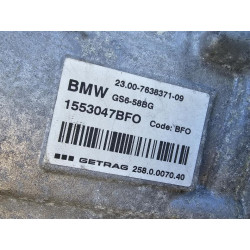 BMW 23.00-7638371-09
GS6-58BG
1553047BFO Code: BFO
GETRAG 258.0.0070.40